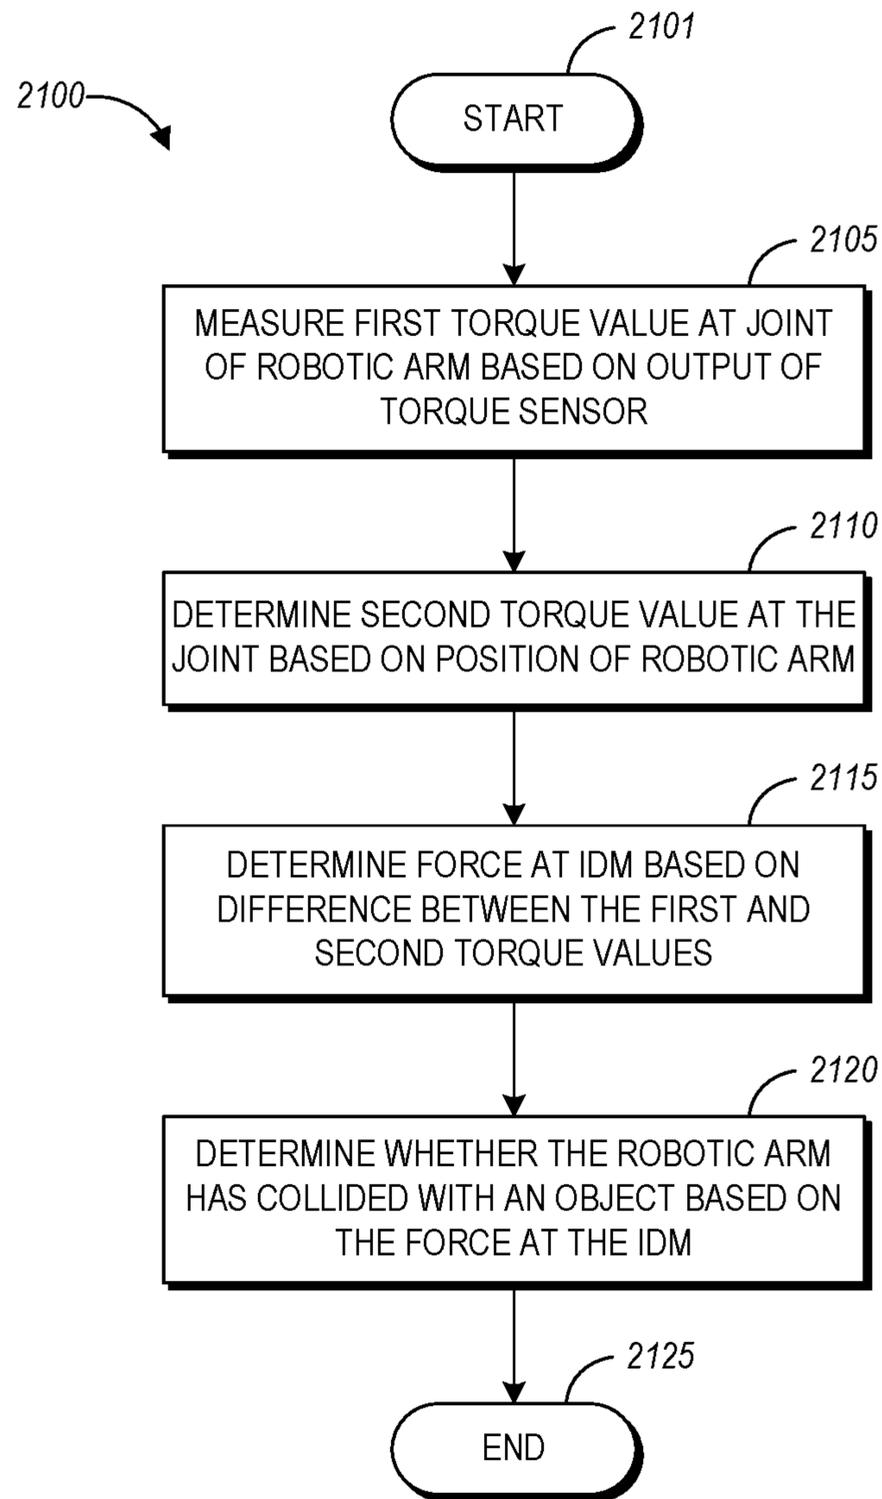 2101
2100
START
2105
MEASURE FIRST TORQUE VALUE AT JOINT
OF ROBOTIC ARM BASED ON OUTPUT OF
TORQUE SENSOR
2110
DETERMINE SECOND TORQUE VALUE AT THE
JOINT BASED ON POSITION OF ROBOTIC ARM
2115
DETERMINE FORCE AT IDM BASED ON
DIFFERENCE BETWEEN THE FIRST AND
SECOND TORQUE VALUES
2120
DETERMINE WHETHER THE ROBOTIC ARM
HAS COLLIDED WITH AN OBJECT BASED ON
THE FORCE AT THE IDM
2125
END